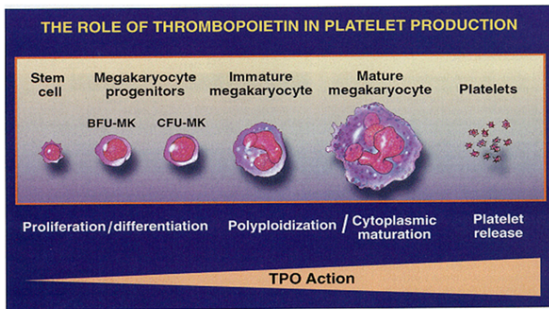 THE ROLE OF THROMBOPOIETIN IN PLATELET PRODUCTION
Stem cell
Megakaryocyte progenitors
Immature megakaryocyte
Mature megakaryocyte
Platelets
BFU-MK
CFU-MK
Proliferation/differentiation
Polyploidization / Cytoplasmic maturation
Platelet release
TPO Action